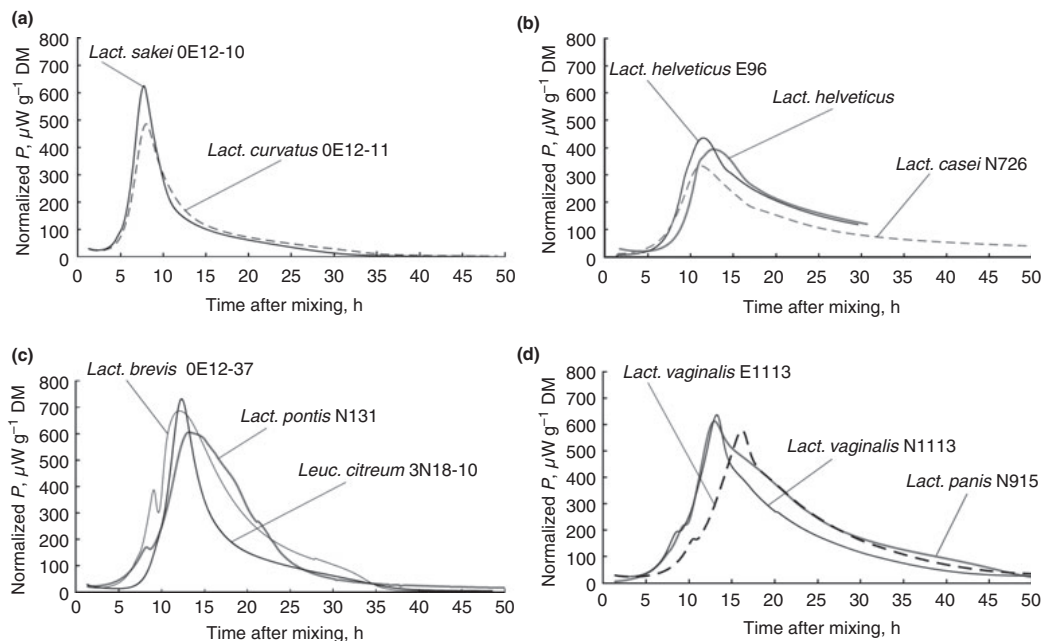 (a)
Normalized P, µW g⁻¹ DM
800
700
600
500
400
300
200
100
0
Lact. sakei 0E12-10
Lact. curvatus 0E12-11
0 5 10 15 20 25 30 35 40 45 50
Time after mixing, h
(b)
Normalized P, µW g⁻¹ DM
800
700
600
500
400
300
200
100
0
Lact. helveticus E96
Lact. helveticus
Lact. casei N726
0 5 10 15 20 25 30 35 40 45 50
Time after mixing, h
(c)
Normalized P, µW g⁻¹ DM
800
700
600
500
400
300
200
100
0
Lact. brevis 0E12-37
Lact. pontis N131
Leuc. citreum 3N18-10
0 5 10 15 20 25 30 35 40 45 50
Time after mixing, h
(d)
Normalized P, µW g⁻¹ DM
800
700
600
500
400
300
200
100
0
Lact. vaginalis E1113
Lact. vaginalis N1113
Lact. panis N915
0 5 10 15 20 25 30 35 40 45 50
Time after mixing, h